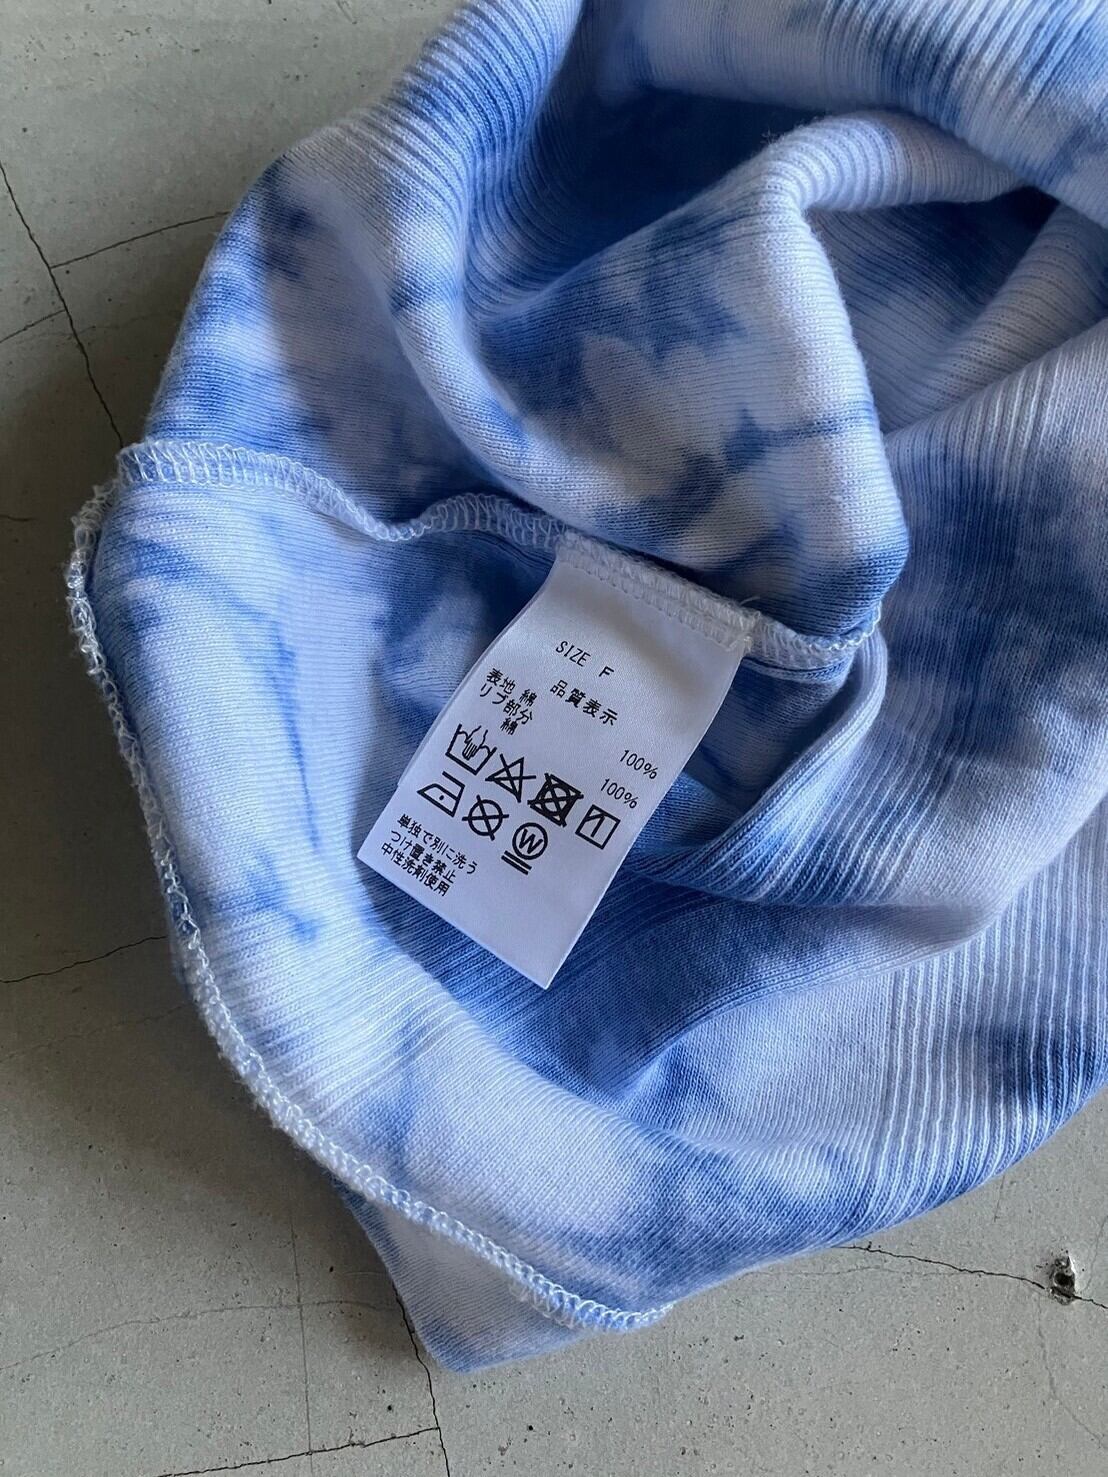 SIZE F
品質表示
表地 綿 100%
リブ部分
綿 100%
W
単独で別に洗う
つけ置き禁止
中性洗剤使用